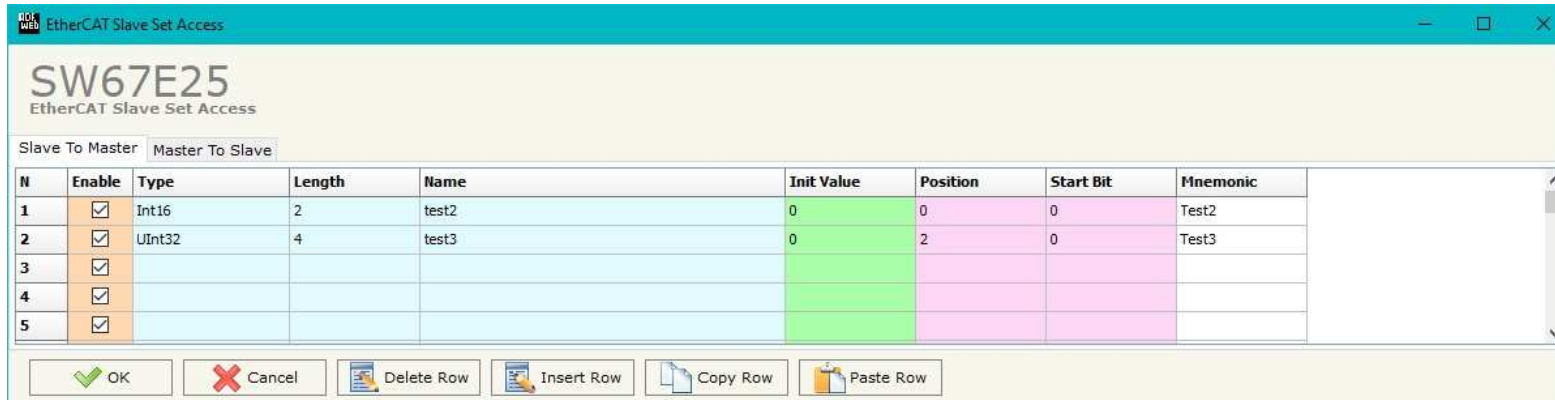 ADF WEB EtherCAT Slave Set Access
SW67E25
EtherCAT Slave Set Access
Slave To Master Master To Slave
N Enable Type Length Name Init Value Position Start Bit Mnemonic
1 Int16 2 test2 0 0 0 Test2
2 UInt32 4 test3 0 2 0 Test3
3
4
5
OK Cancel Delete Row Insert Row Copy Row Paste Row